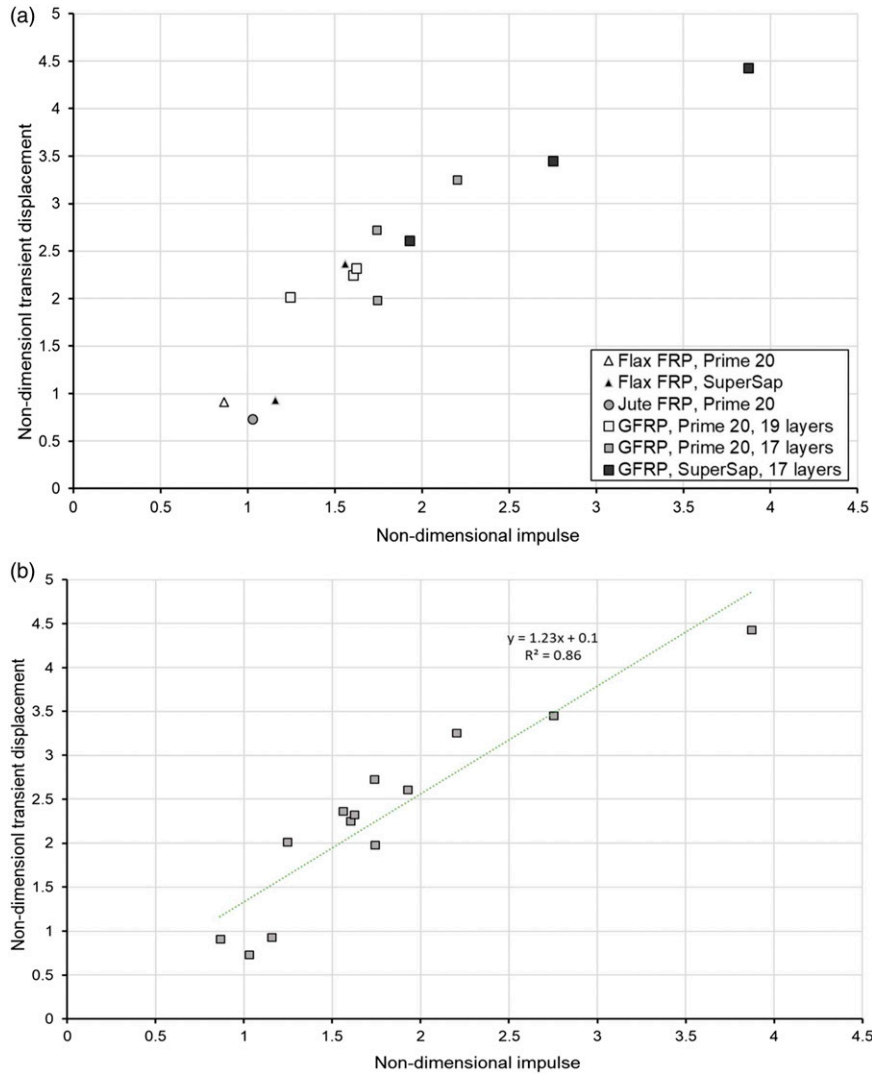 (a)
5
4.5
4
3.5
3
2.5
2
1.5
1
0.5
0
Non-dimensionl transient displacement
Flax FRP, Prime 20
Flax FRP, SuperSap
Jute FRP, Prime 20
GFRP, Prime 20, 19 layers
GFRP, Prime 20, 17 layers
GFRP, SuperSap, 17 layers
0 0.5 1 1.5 2 2.5 3 3.5 4 4.5
Non-dimensional impulse
(b)
5
4.5
4
3.5
3
2.5
2
1.5
1
0.5
0
Non-dimensionl transient displacement
y = 1.23x + 0.1
R² = 0.86
0 0.5 1 1.5 2 2.5 3 3.5 4 4.5
Non-dimensional impulse